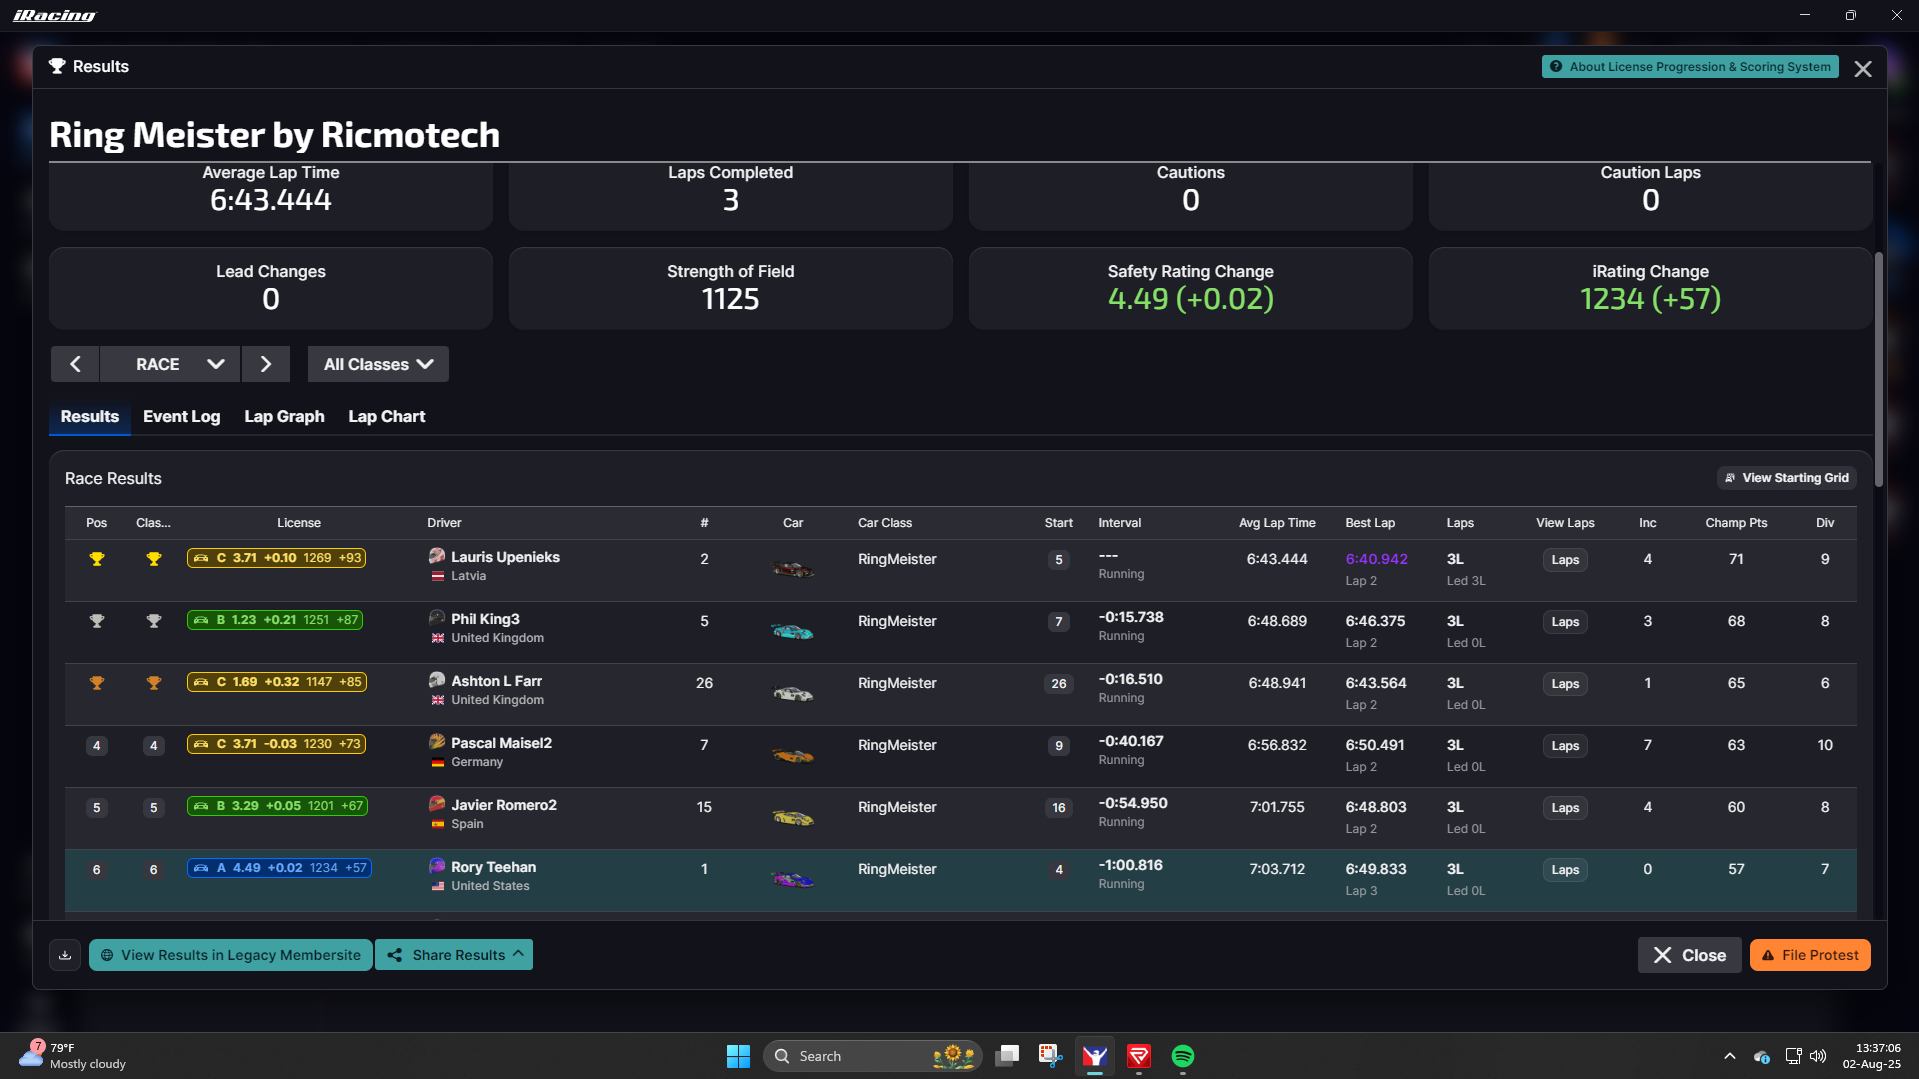 iRacing
Results
About License Progression & Scoring System
Ring Meister by Ricmotech
Average Lap Time
6:43.444
Laps Completed
3
Cautions
0
Caution Laps
0
Lead Changes
0
Strength of Field
1125
Safety Rating Change
4.49 (+0.02)
iRating Change
1234 (+57)
RACE
All Classes
Results Event Log Lap Graph Lap Chart
Race Results
View Starting Grid
Pos Clas... License Driver # Car Car Class Start Interval Avg Lap Time Best Lap Laps View Laps Inc Champ Pts Div
C 3.71 +0.10 1269 +93 Lauris Upenieks 2 RingMeister 5 --- 6:43.444 6:40.942 3L Laps 4 71 9
Latvia Running Lap 2 Led 3L
B 1.23 +0.21 1251 +87 Phil King3 5 RingMeister 7 -0:15.738 6:48.689 6:46.375 3L Laps 3 68 8
United Kingdom Running Lap 2 Led 0L
C 1.69 +0.32 1147 +85 Ashton L Farr 26 RingMeister 26 -0:16.510 6:48.941 6:43.564 3L Laps 1 65 6
United Kingdom Running Lap 2 Led 0L
4 4 C 3.71 -0.03 1230 +73 Pascal Maisel2 7 RingMeister 9 -0:40.167 6:56.832 6:50.491 3L Laps 7 63 10
Germany Running Lap 2 Led 0L
5 5 B 3.29 +0.05 1201 +67 Javier Romero2 15 RingMeister 16 -0:54.950 7:01.755 6:48.803 3L Laps 4 60 8
Spain Running Lap 2 Led 0L
6 6 A 4.49 +0.02 1234 +57 Rory Teehan 1 RingMeister 4 -1:00.816 7:03.712 6:49.833 3L Laps 0 57 7
United States Running Lap 3 Led 0L
View Results in Legacy Membersite
Share Results
Close
File Protest
7
79°F
Mostly cloudy
Search
13:37:06
02-Aug-25